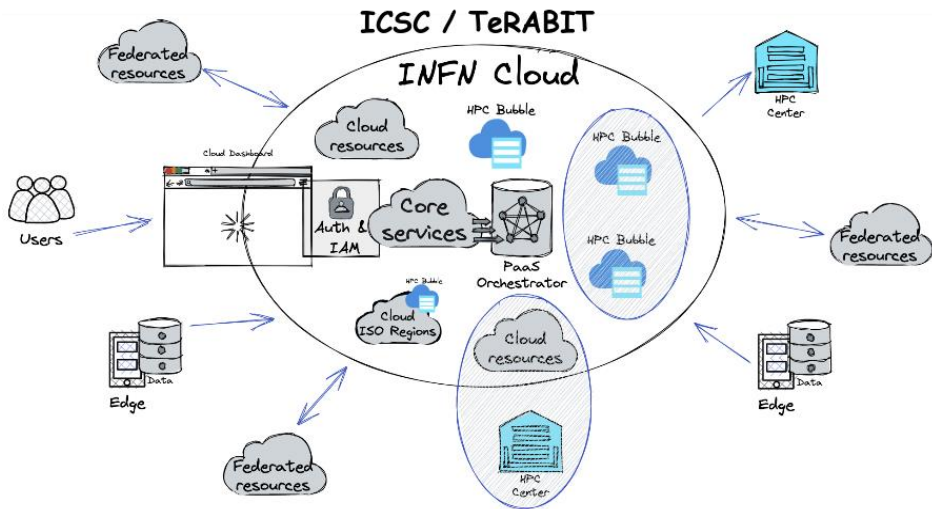 ICSC / TeRABIT
INFN Cloud
Federated
resources
HPC
Center
HPC Bubble
Cloud
resources
HPC Bubble
Cloud Dashboard
Users
Auth &
IAM
Core
services
PaaS
Orchestrator
HPC Bubble
Federated
resources
HPC Bubble
Cloud
ISO Regions
Cloud
resources
Data
Edge
Data
Edge
Federated
resources
HPC
Center